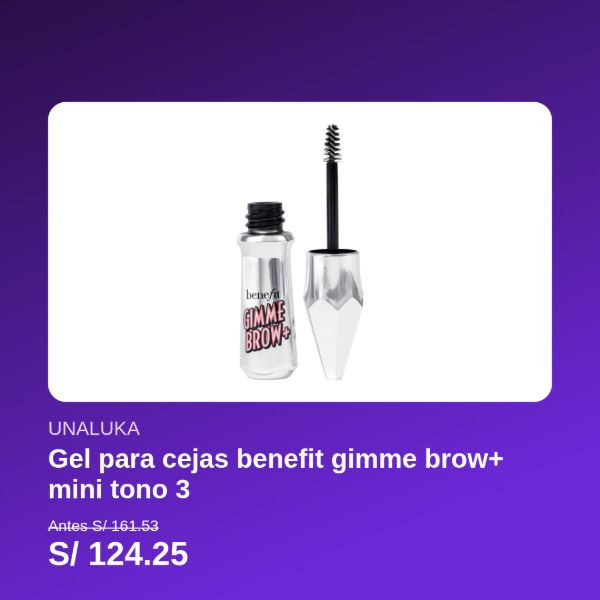 benefit
GIMME
BROW+
UNALUKA
Gel para cejas benefit gimme brow+
mini tono 3
Antes S/ 161.53
S/ 124.25